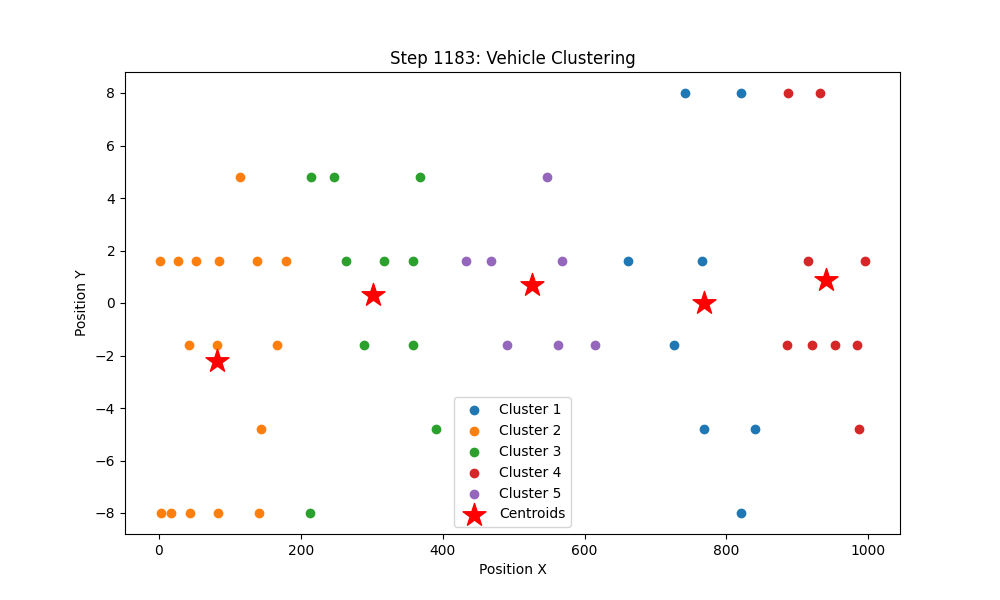 Step 1183: Vehicle Clustering
Position Y
8
6
4
2
0
−2
−4
−6
−8
0
200
400
600
800
1000
Position X
Cluster 1
Cluster 2
Cluster 3
Cluster 4
Cluster 5
Centroids